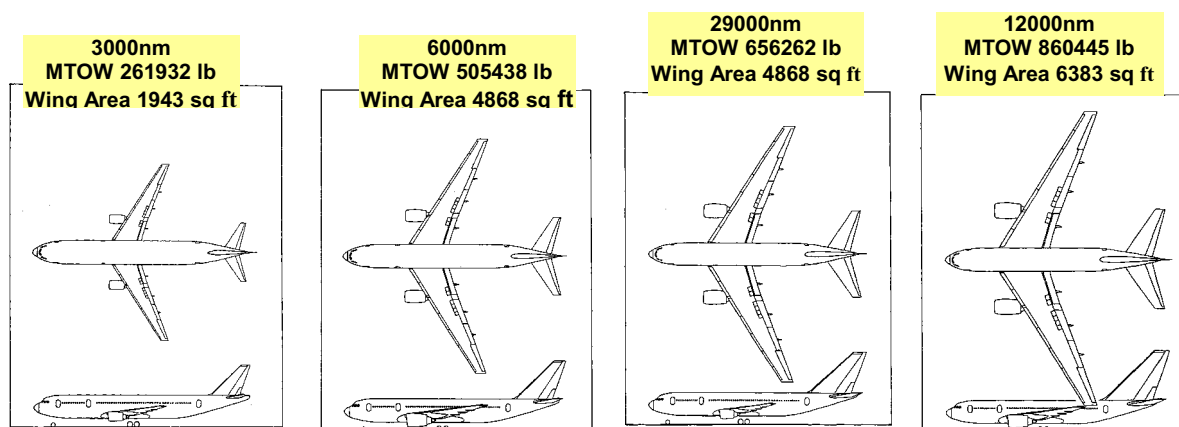 3000nm
MTOW 261932 lb
Wing Area 1943 sq ft
6000nm
MTOW 505438 lb
Wing Area 4868 sq ft
29000nm
MTOW 656262 lb
Wing Area 4868 sq ft
12000nm
MTOW 860445 lb
Wing Area 6383 sq ft